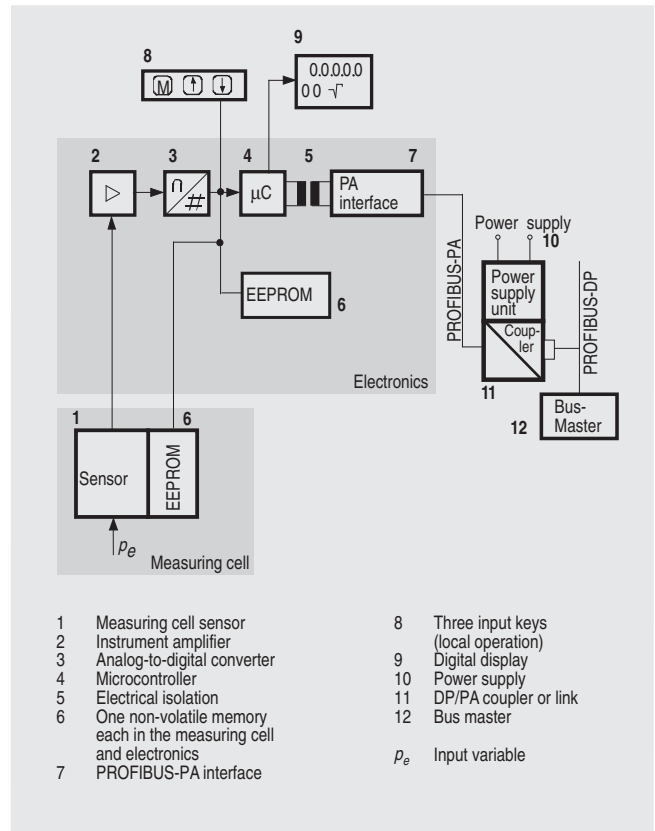 9
8
0.0.0.0.0
M ↑ ↓
0 0 √
2
3
4
5
7
▷
∩
#
µC
PA
interface
Power supply
10
EEPROM
6
PROFIBUS-PA
Power
supply
unit
Coup-
ler
PROFIBUS-DP
Electronics
11
1
6
12
Bus-
Master
Sensor
EEPROM
pe
Measuring cell
1 Measuring cell sensor
2 Instrument amplifier
3 Analog-to-digital converter
4 Microcontroller
5 Electrical isolation
6 One non-volatile memory
each in the measuring cell
and electronics
7 PROFIBUS-PA interface
8 Three input keys
(local operation)
9 Digital display
10 Power supply
11 DP/PA coupler or link
12 Bus master
pe Input variable